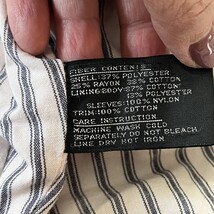 FIBER CONTENTS
SHELL:37% POLYESTER
25% RAYON 38% COTTON
LINING&BODY:87% COTTON
13% POLYESTER
SLEEVES:100% NYLON
TRIM:100% COTTON
CARE INSTRUCTION
MACHINE WASH COLD
SEPARATELY DO NOT BLEACH
LINE DRY HOT IRON